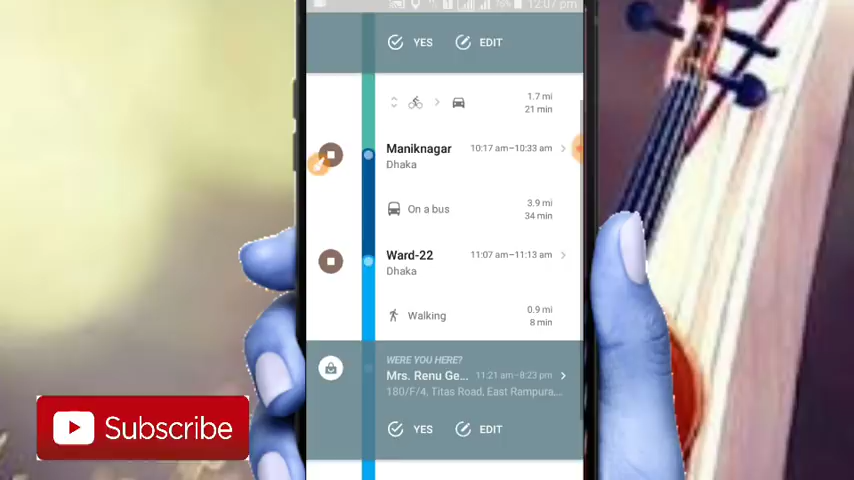 12:07 pm
YES EDIT
1.7 mi
21 min
Maniknagar 10:17 am–10:33 am
Dhaka
On a bus 3.9 mi
34 min
Ward-22 11:07 am–11:13 am
Dhaka
Walking 0.9 mi
8 min
WERE YOU HERE?
Mrs. Renu Ge... 11:21 am–8:23 pm
180/F/4, Titas Road, East Rampura,...
YES EDIT
Subscribe